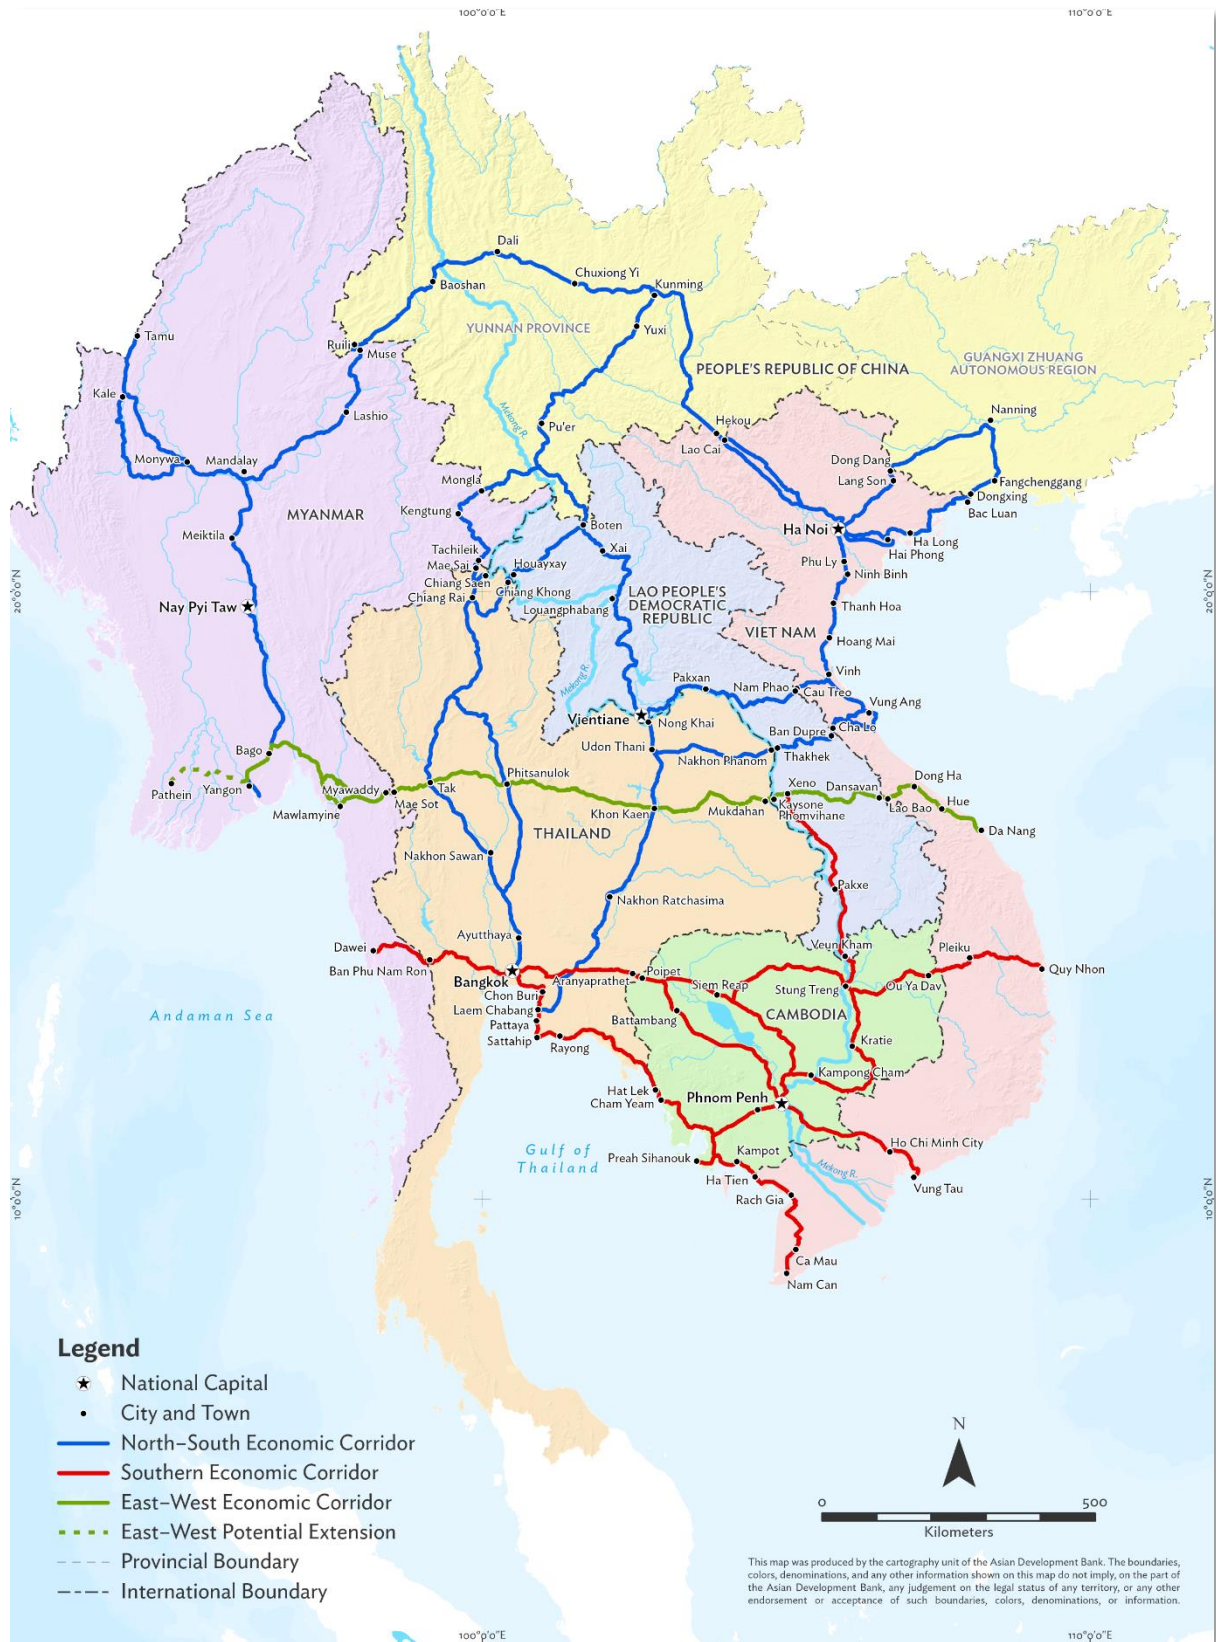 100°0'0"E
110°0'0"E
Dali
Baoshan
Chuxiong Yi
Kunming
YUNNAN PROVINCE
Yuxi
Tamu
Ruili
Muse
GUANGXI ZHUANG
AUTONOMOUS REGION
PEOPLE'S REPUBLIC OF CHINA
Kale
Lashio
Mekong R.
Pu'er
Hekou
Lao Cai
Nanning
Monywa
Mandalay
Dong Dang
Lang Son
Mongla
Fangchenggang
Dongxing
Bac Luan
MYANMAR
Kengtung
Meiktila
Boten
Ha Noi
Ha Long
Hai Phong
Xai
Tachileik
Mae Sai
Houayxay
Phu Ly
Ninh Binh
Chiang Saen
Chiang Khong
Chiang Rai
20°0'0"N
20°0'0"N
LAO PEOPLE'S
DEMOCRATIC
REPUBLIC
Nay Pyi Taw
Louangphabang
Thanh Hoa
VIET NAM
Hoang Mai
Mekong R.
Pakxan
Nam Phao
Cau Treo
Vinh
Vung Ang
Vientiane
Nong Khai
Ban Dupre
Cha Lo
Bago
Udon Thani
Nakhon Phanom
Thakhek
Pathein
Yangon
Myawaddy
Mae Sot
Tak
Phitsanulok
Xeno
Dansavan
Dong Ha
Mawlamyine
Khon Kaen
Mukdahan
Kaysone
Phomvihane
Lao Bao
Hue
Da Nang
THAILAND
Nakhon Sawan
Pakxe
Nakhon Ratchasima
Ayutthaya
Dawei
Ban Phu Nam Ron
Veun Kham
Pleiku
Quy Nhon
Bangkok
Aranyaprathet
Poipet
Siem Reap
Stung Treng
Ou Ya Dav
Chon Buri
Laem Chabang
Pattaya
Sattahip
Rayong
Battambang
CAMBODIA
Andaman Sea
Kratie
Kampong Cham
Hat Lek
Cham Yeam
Phnom Penh
Gulf of
Thailand
Ho Chi Minh City
Preah Sihanouk
Kampot
Mekong R.
Ha Tien
Rach Gia
Vung Tau
10°0'0"N
10°0'0"N
Ca Mau
Nam Can
Legend
National Capital
City and Town
North–South Economic Corridor
Southern Economic Corridor
East–West Economic Corridor
East–West Potential Extension
Provincial Boundary
International Boundary
N
0
500
Kilometers
This map was produced by the cartography unit of the Asian Development Bank. The boundaries,
colors, denominations, and any other information shown on this map do not imply, on the part of
the Asian Development Bank, any judgement on the legal status of any territory, or any other
endorsement or acceptance of such boundaries, colors, denominations, or information.
100°0'0"E
110°0'0"E